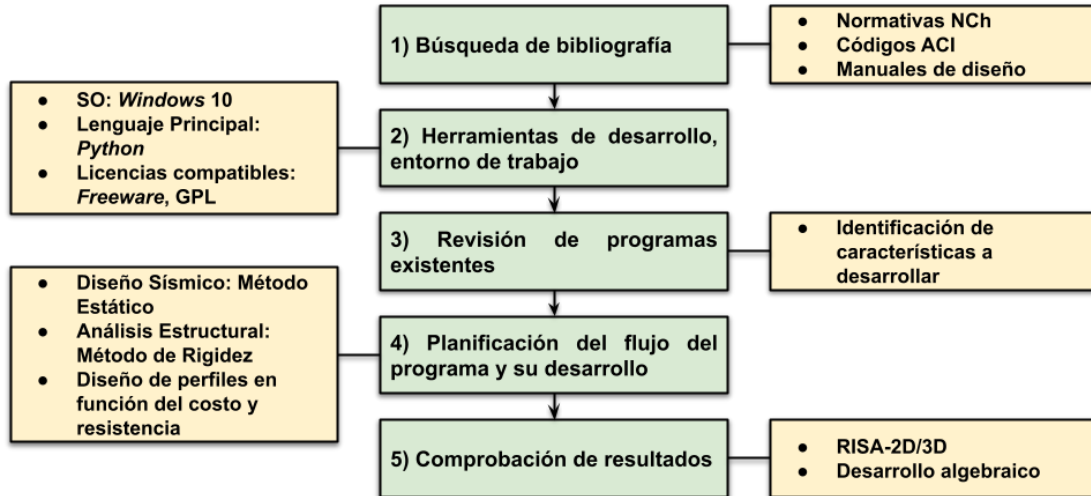 1) Búsqueda de bibliografía
● Normativas NCh
● Códigos ACI
● Manuales de diseño
● SO: Windows 10
● Lenguaje Principal:
Python
● Licencias compatibles:
Freeware, GPL
2) Herramientas de desarrollo,
entorno de trabajo
3) Revisión de programas
existentes
● Identificación de
características a
desarrollar
● Diseño Sísmico: Método
Estático
● Análisis Estructural:
Método de Rigidez
● Diseño de perfiles en
función del costo y
resistencia
4) Planificación del flujo del
programa y su desarrollo
5) Comprobación de resultados
● RISA-2D/3D
● Desarrollo algebraico